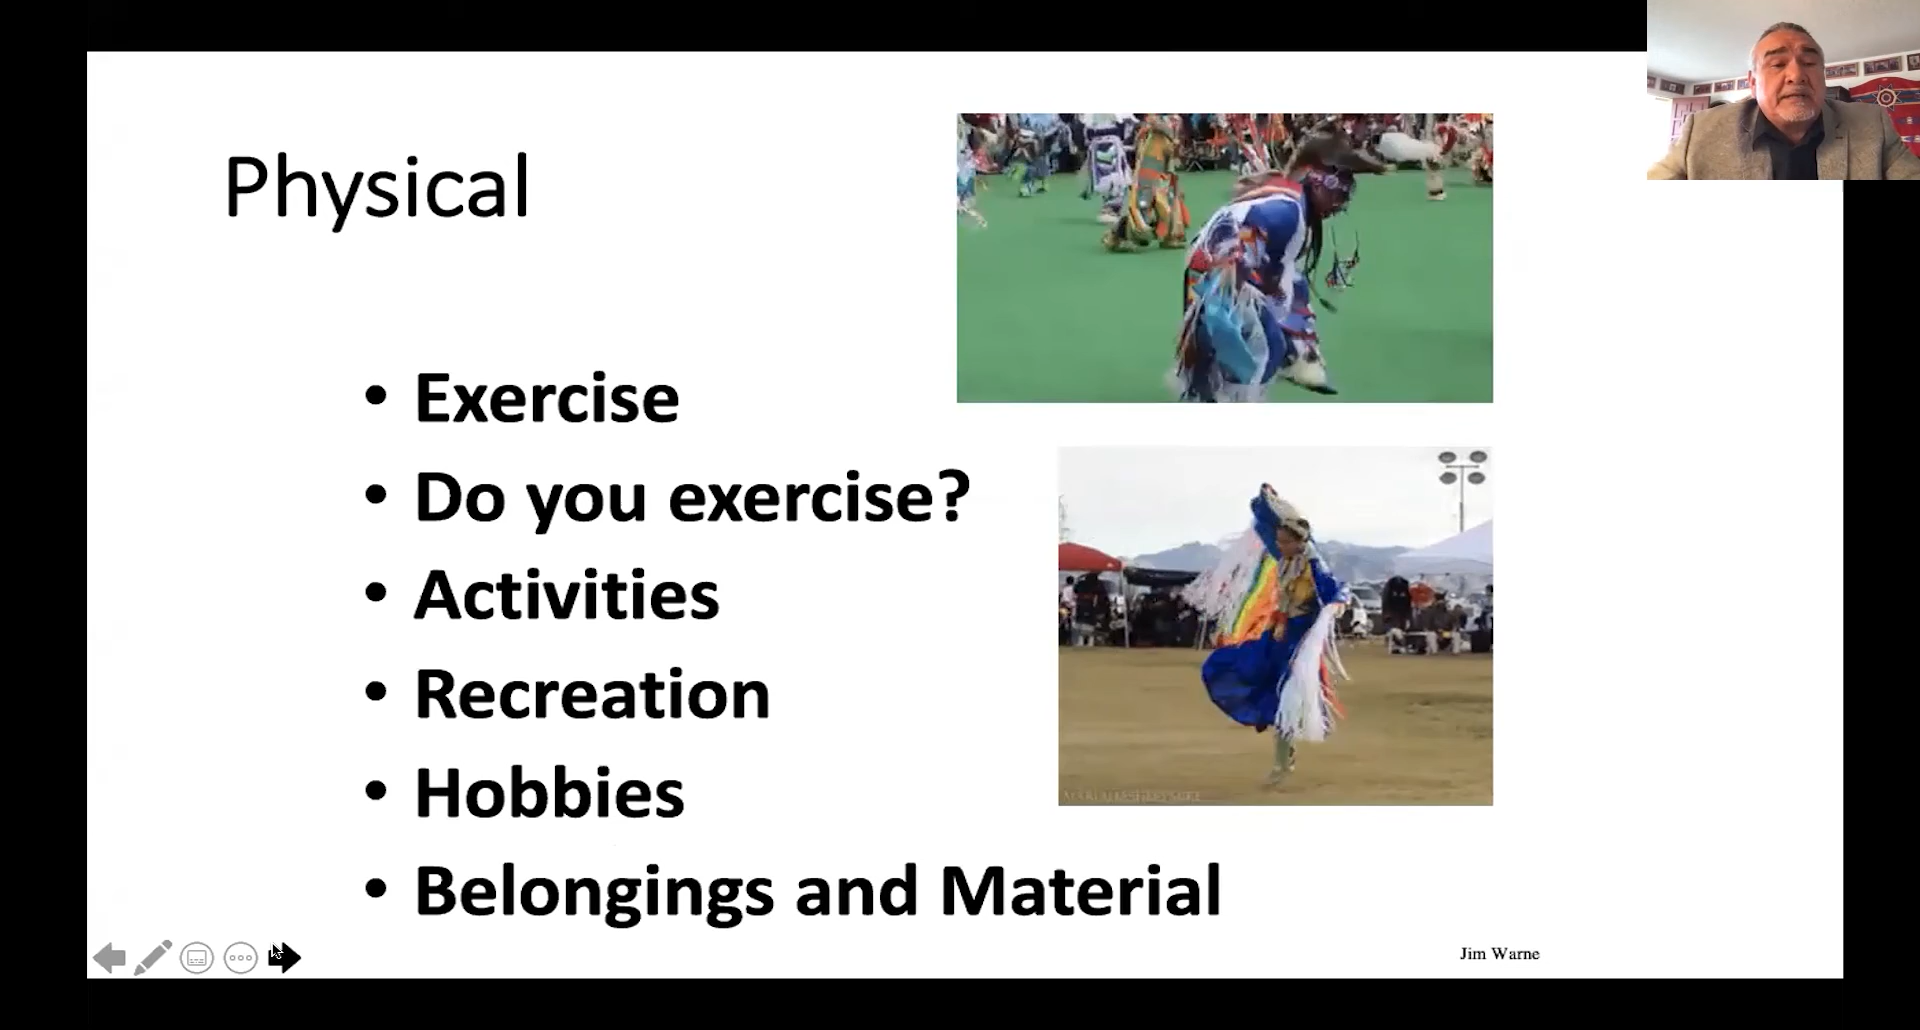 Physical
• Exercise
• Do you exercise?
• Activities
• Recreation
• Hobbies
• Belongings and Material
Jim Warne